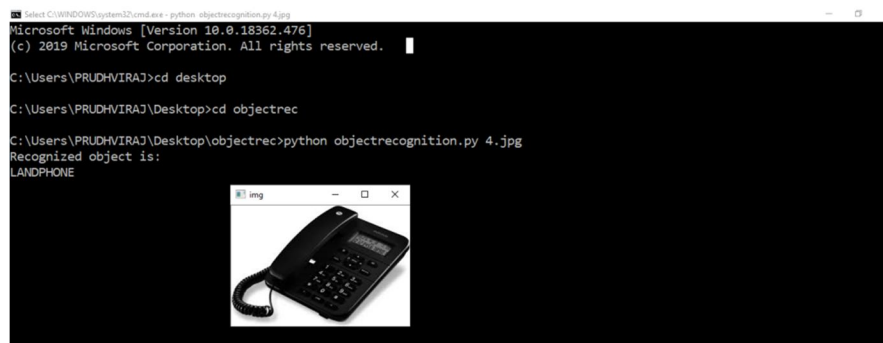 Select C:\WINDOWS\system32\cmd.exe - python objectrecognition.py 4.jpg
Microsoft Windows [Version 10.0.18362.476]
(c) 2019 Microsoft Corporation. All rights reserved.
C:\Users\PRUDHVIRAJ>cd desktop
C:\Users\PRUDHVIRAJ\Desktop>cd objectrec
C:\Users\PRUDHVIRAJ\Desktop\objectrec>python objectrecognition.py 4.jpg
Recognized object is:
LANDPHONE
img